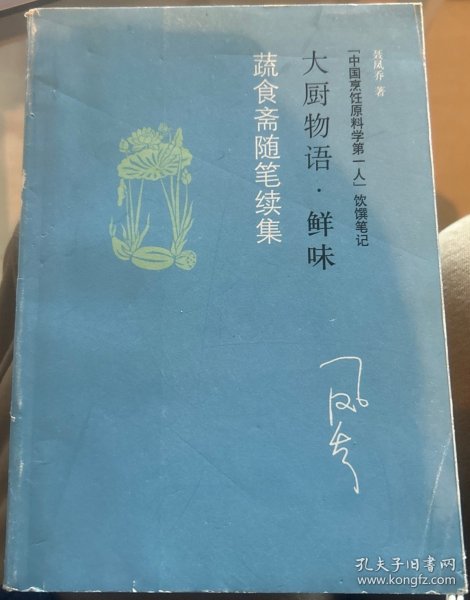 聂凤乔 著
「中国烹饪原料学第一人」饮馔笔记
大厨物语·鲜味
蔬食斋随笔续集
凤乔
孔夫子旧书网
www.kongfz.com